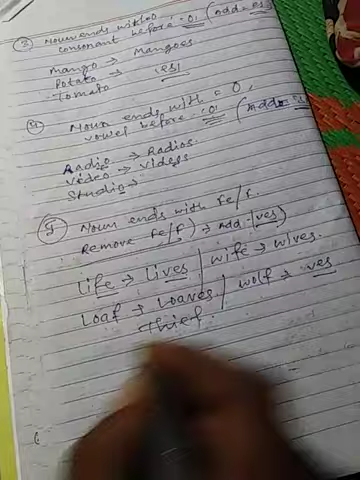 ③ Noun ends with=o
consonant before = o. (Add = es)
Mango → Mangoes
Potato →
Tomato (es)
④ Noun ends with = o.
vowel before = o. (Add = s)
Radio → Radios.
Video → Videos
Studio →
⑤ Noun ends with fe/f.
Remove fe/f) → Add -(ves)
Life → Lives / wife → wives.
Loaf → Loaves / wolf → ves
Thief.